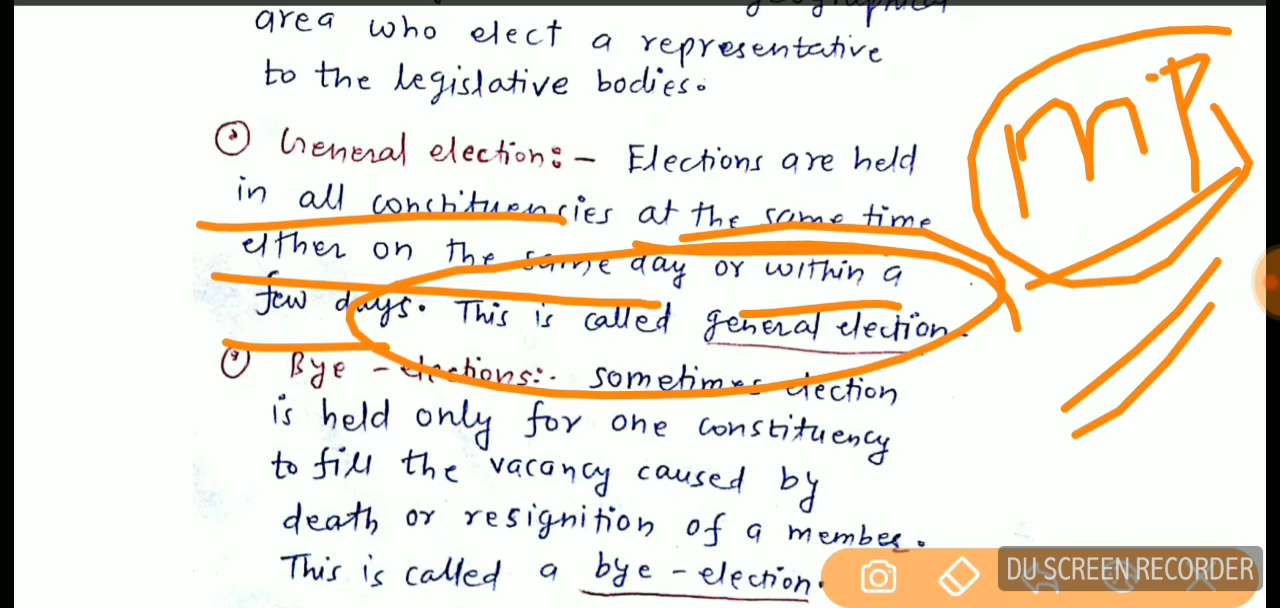 geographical
area who elect a representative
to the legislative bodies.
General election:- Elections are held
in all constituencies at the same time
either on the same day or within a
few days. This is called general election.
Bye-elections:- sometimes election
is held only for one constituency
to fill the vacancy caused by
death or resignition of a member.
This is called a bye-election.
M.P
DU SCREEN RECORDER